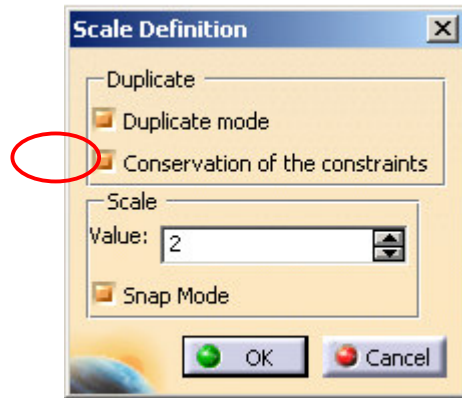 Scale Definition
Duplicate
Duplicate mode
Conservation of the constraints
Scale
Value: 2
Snap Mode
OK Cancel